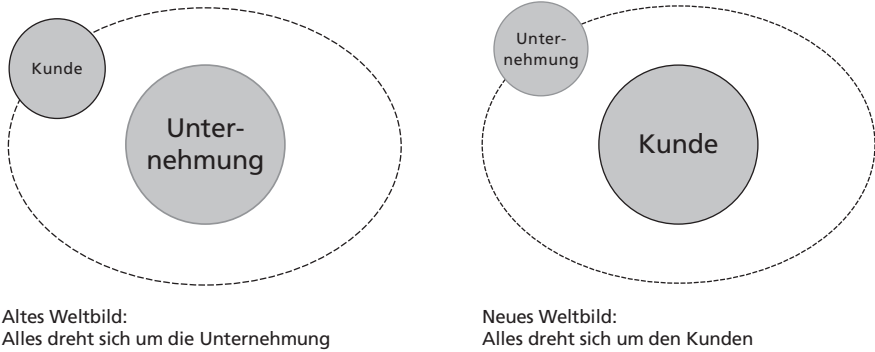 Kunde
Unter-
nehmung
Altes Weltbild:
Alles dreht sich um die Unternehmung
Unter-
nehmung
Kunde
Neues Weltbild:
Alles dreht sich um den Kunden